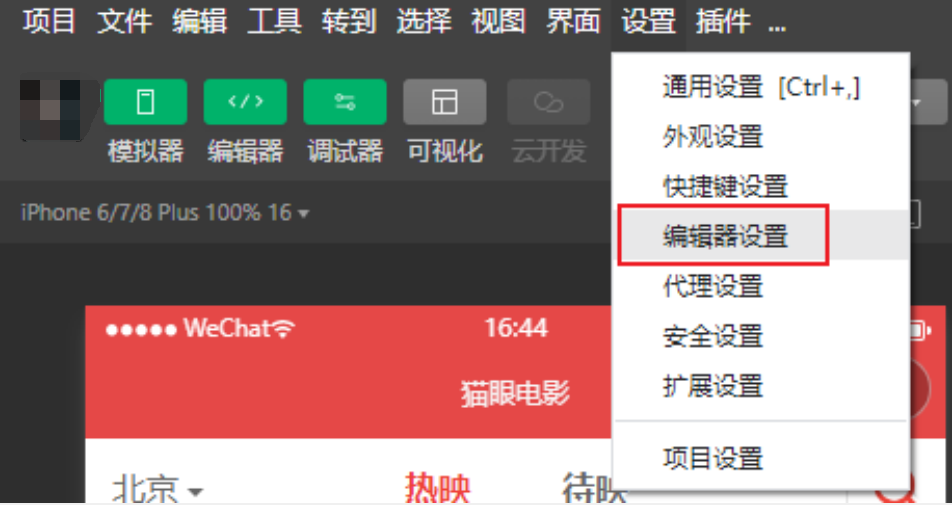 项目 文件 编辑 工具 转到 选择 视图 界面 设置 插件 ...
模拟器 编辑器 调试器 可视化 云开发
iPhone 6/7/8 Plus 100% 16
通用设置 [Ctrl+,]
外观设置
快捷键设置
编辑器设置
代理设置
安全设置
扩展设置
项目设置
WeChat 16:44
猫眼电影
北京 热映 待映